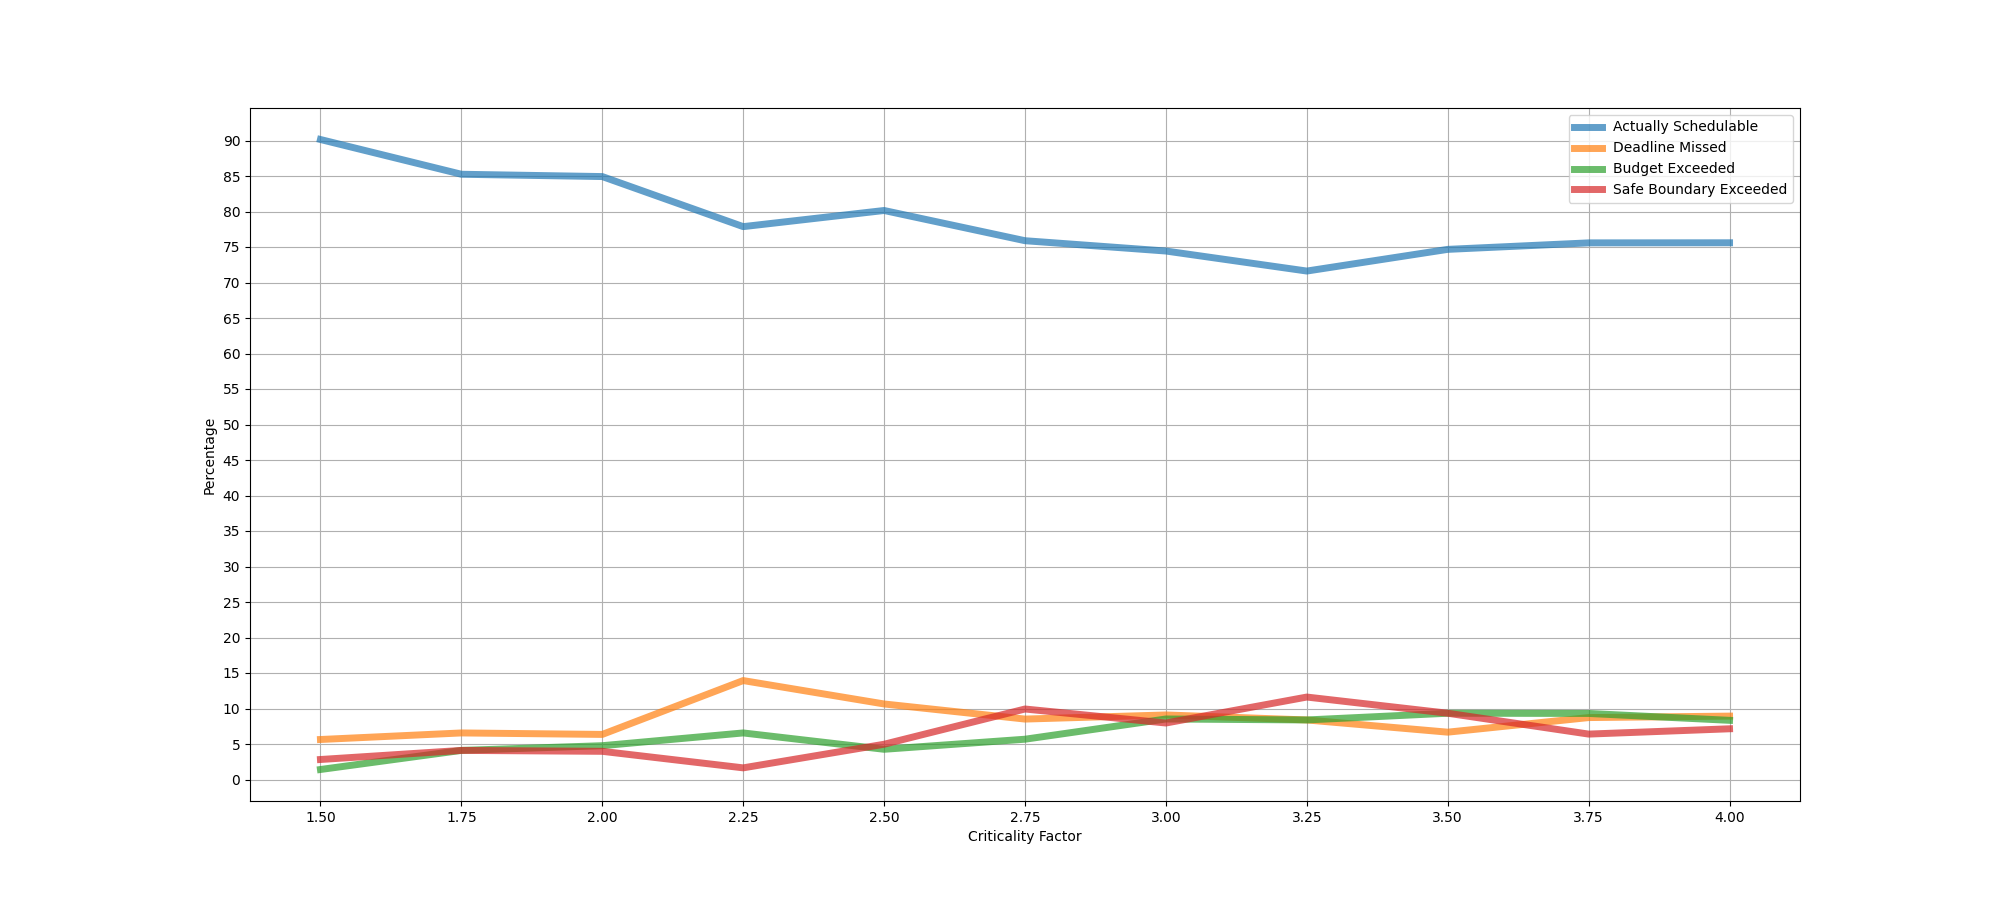 Actually Schedulable
Deadline Missed
Budget Exceeded
Safe Boundary Exceeded
90
85
80
75
70
65
60
55
50
45
40
35
30
25
20
15
10
5
0
Percentage
1.50 1.75 2.00 2.25 2.50 2.75 3.00 3.25 3.50 3.75 4.00
Criticality Factor